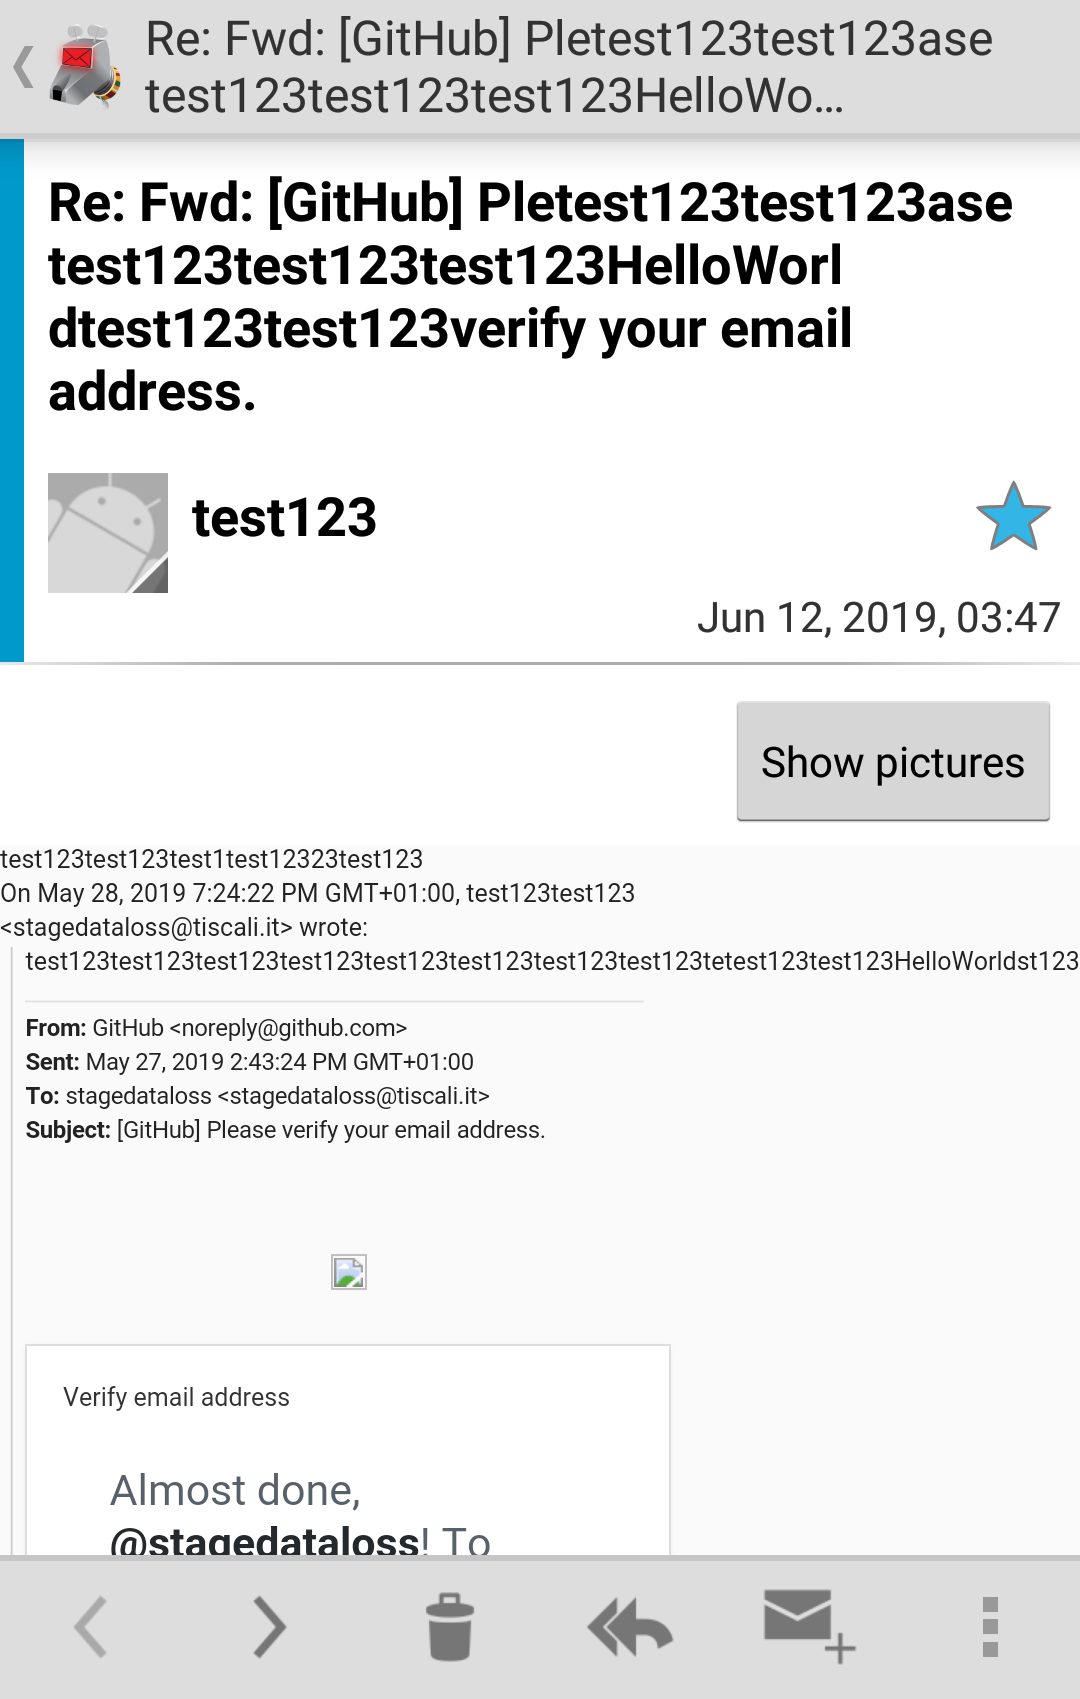 Re: Fwd: [GitHub] Pletest123test123ase
test123test123test123HelloWo…
Re: Fwd: [GitHub] Pletest123test123ase
test123test123test123HelloWorl
dtest123test123verify your email
address.
test123
Jun 12, 2019, 03:47
Show pictures
test123test123test1test12323test123
On May 28, 2019 7:24:22 PM GMT+01:00, test123test123
<stagedataloss@tiscali.it> wrote:
test123test123test123test123test123test123test123test123tetest123test123HelloWorldst123
From: GitHub <noreply@github.com>
Sent: May 27, 2019 2:43:24 PM GMT+01:00
To: stagedataloss <stagedataloss@tiscali.it>
Subject: [GitHub] Please verify your email address.
Verify email address
Almost done,
@stagedataloss! To